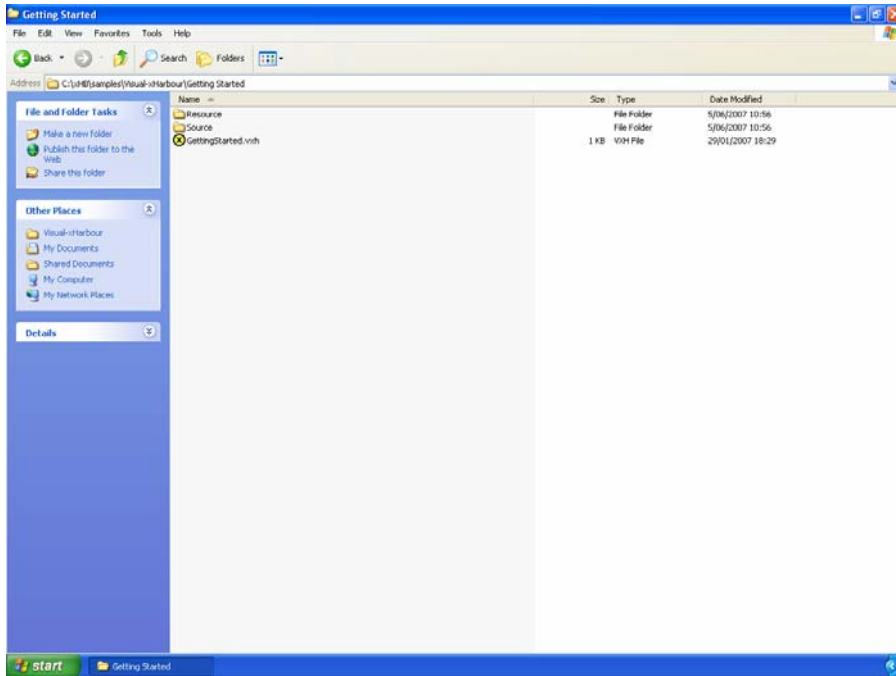 Getting Started
File Edit View Favorites Tools Help
Back Search Folders
Address C:\xHB\samples\Visual-xHarbour\Getting Started
Name Size Type Date Modified
Resource File Folder 5/06/2007 10:56
Source File Folder 5/06/2007 10:56
GettingStarted.vxh 1 KB VXH File 29/01/2007 18:29
File and Folder Tasks
Make a new folder
Publish this folder to the
Web
Share this folder
Other Places
Visual-xHarbour
My Documents
Shared Documents
My Computer
My Network Places
Details
start Getting Started